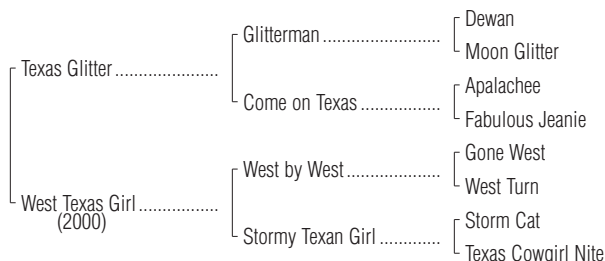 Dewan
Glitterman ........................
Moon Glitter
Texas Glitter .....................
Apalachee
Come on Texas ................
Fabulous Jeanie
Gone West
West by West ...................
West Turn
West Texas Girl ................
(2000)
Storm Cat
Stormy Texan Girl .............
Texas Cowgirl Nite